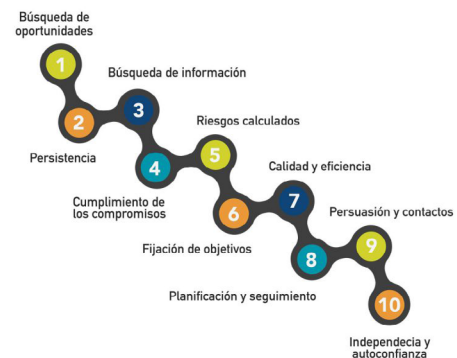 Búsqueda de
oportunidades
1
2
Persistencia
Búsqueda de información
3
4
Cumplimiento de
los compromisos
Riesgos calculados
5
6
Fijación de objetivos
Calidad y eficiencia
7
8
Planificación y seguimiento
Persuasión y contactos
9
10
Independecia y
autoconfianza